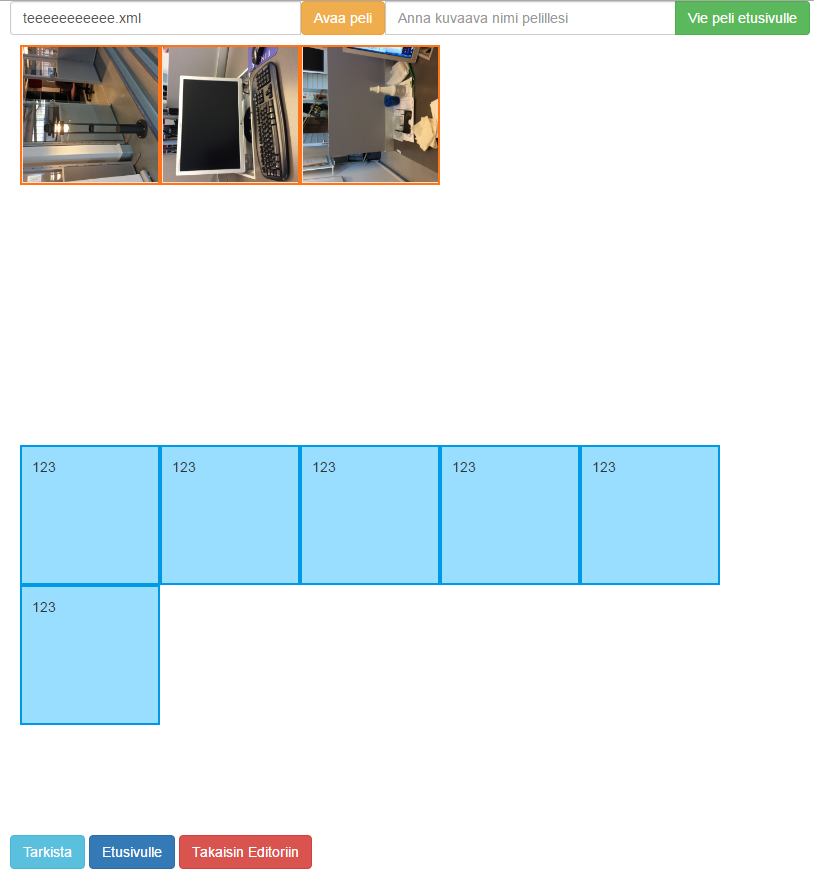 teeeeeeeeeee.xml Avaa peli Anna kuvaava nimi pelillesi Vie peli etusivulle
123 123 123 123 123
123
Tarkista Etusivulle Takaisin Editoriin